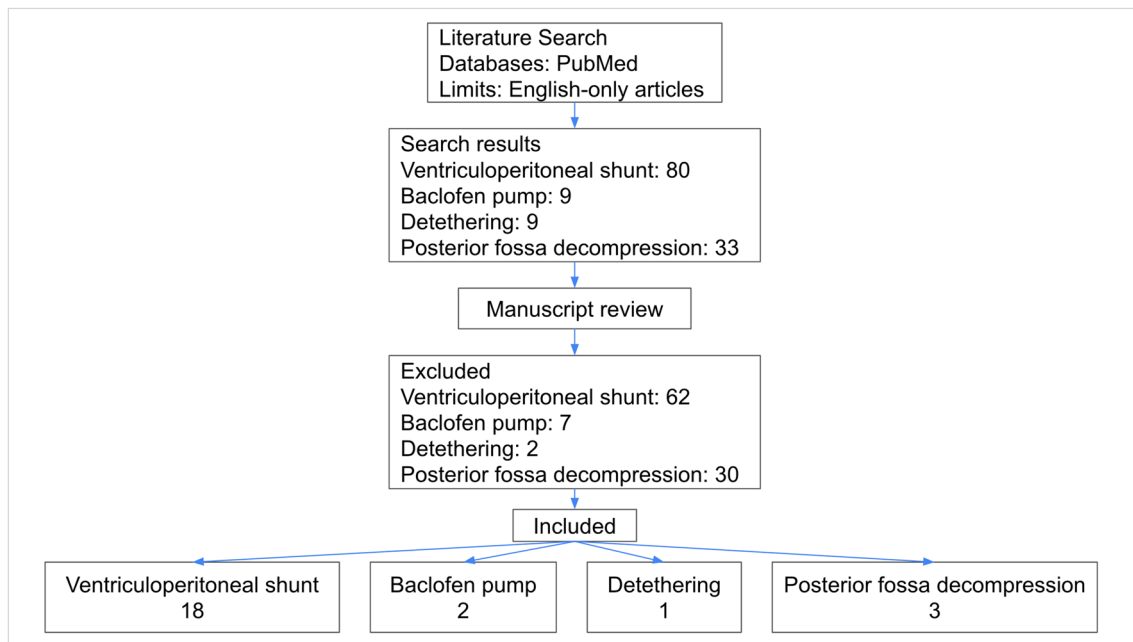 Literature Search
Databases: PubMed
Limits: English-only articles
Search results
Ventriculoperitoneal shunt: 80
Baclofen pump: 9
Detethering: 9
Posterior fossa decompression: 33
Manuscript review
Excluded
Ventriculoperitoneal shunt: 62
Baclofen pump: 7
Detethering: 2
Posterior fossa decompression: 30
Included
Ventriculoperitoneal shunt
18
Baclofen pump
2
Detethering
1
Posterior fossa decompression
3